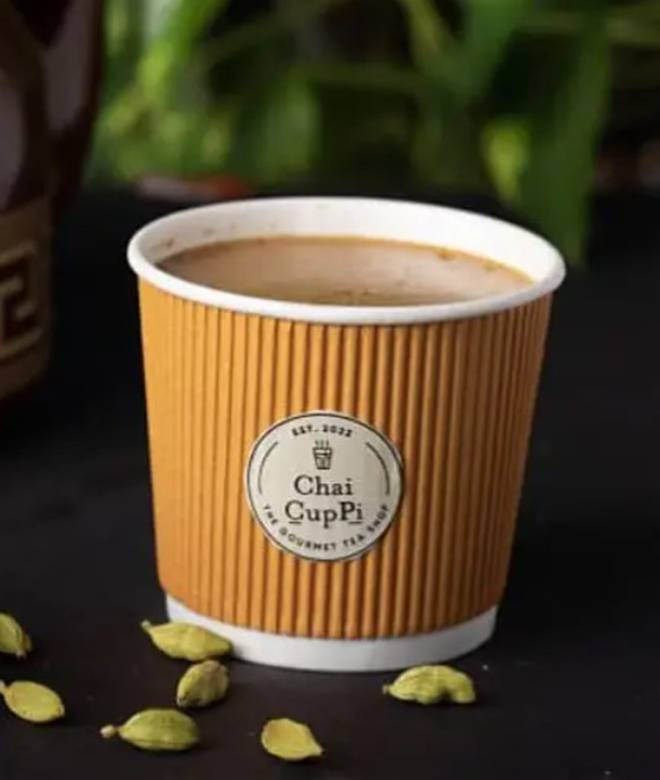 EST. 2022
Chai
CupPi
THE GOURMET TEA SHOP